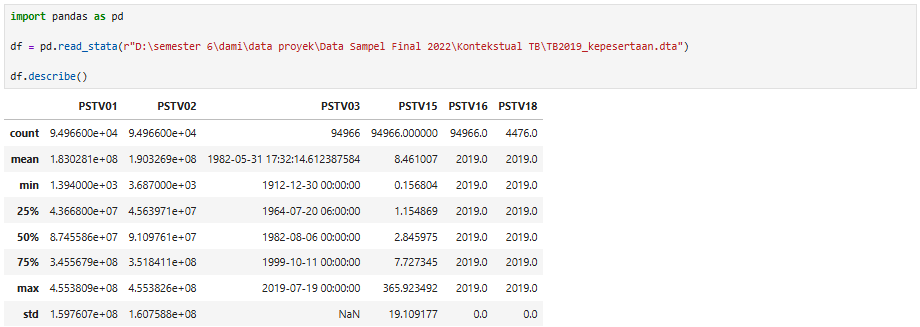 import pandas as pd
df = pd.read_stata(r"D:\semester 6\dami\data proyek\Data Sampel Final 2022\Kontekstual TB\TB2019_kepesertaan.dta")
df.describe()
PSTV01 PSTV02 PSTV03 PSTV15 PSTV16 PSTV18
count 9.496600e+04 9.496600e+04 94966 94966.000000 94966.0 4476.0
mean 1.830281e+08 1.903269e+08 1982-05-31 17:32:14.612387584 8.461007 2019.0 2019.0
min 1.394000e+03 3.687000e+03 1912-12-30 00:00:00 0.156804 2019.0 2019.0
25% 4.366800e+07 4.563971e+07 1964-07-20 06:00:00 1.154869 2019.0 2019.0
50% 8.745586e+07 9.109761e+07 1982-08-06 00:00:00 2.845975 2019.0 2019.0
75% 3.455679e+08 3.518411e+08 1999-10-11 00:00:00 7.727345 2019.0 2019.0
max 4.553809e+08 4.553826e+08 2019-07-19 00:00:00 365.923492 2019.0 2019.0
std 1.597607e+08 1.607588e+08 NaN 19.109177 0.0 0.0